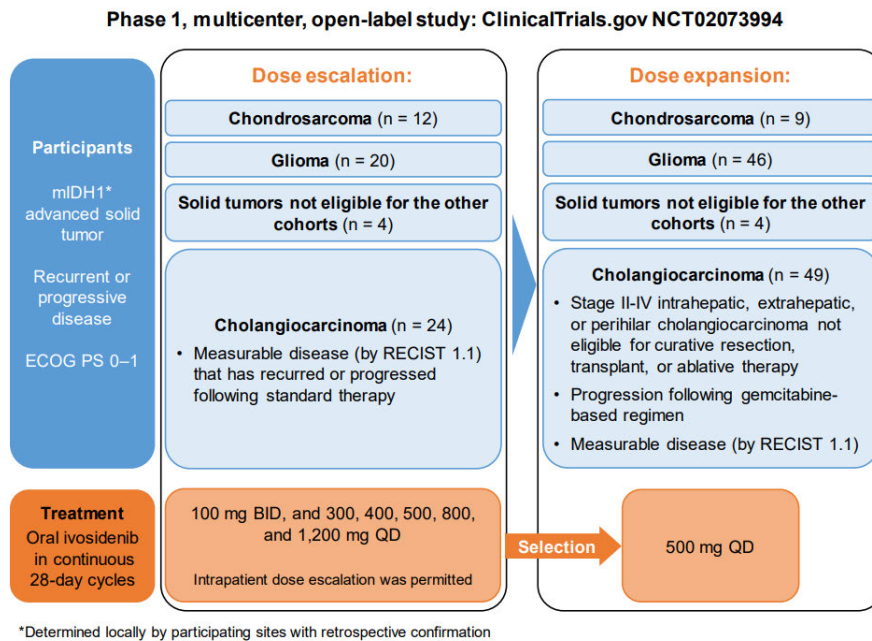 Phase 1, multicenter, open-label study: ClinicalTrials.gov NCT02073994
Participants
mIDH1*
advanced solid
tumor
Recurrent or
progressive
disease
ECOG PS 0–1
Dose escalation:
Chondrosarcoma (n = 12)
Glioma (n = 20)
Solid tumors not eligible for the other
cohorts (n = 4)
Cholangiocarcinoma (n = 24)
• Measurable disease (by RECIST 1.1)
that has recurred or progressed
following standard therapy
Dose expansion:
Chondrosarcoma (n = 9)
Glioma (n = 46)
Solid tumors not eligible for the other
cohorts (n = 4)
Cholangiocarcinoma (n = 49)
• Stage II-IV intrahepatic, extrahepatic,
or perihilar cholangiocarcinoma not
eligible for curative resection,
transplant, or ablative therapy
• Progression following gemcitabine-
based regimen
• Measurable disease (by RECIST 1.1)
Treatment
Oral ivosidenib
in continuous
28-day cycles
100 mg BID, and 300, 400, 500, 800,
and 1,200 mg QD
Intrapatient dose escalation was permitted
Selection
500 mg QD
*Determined locally by participating sites with retrospective confirmation